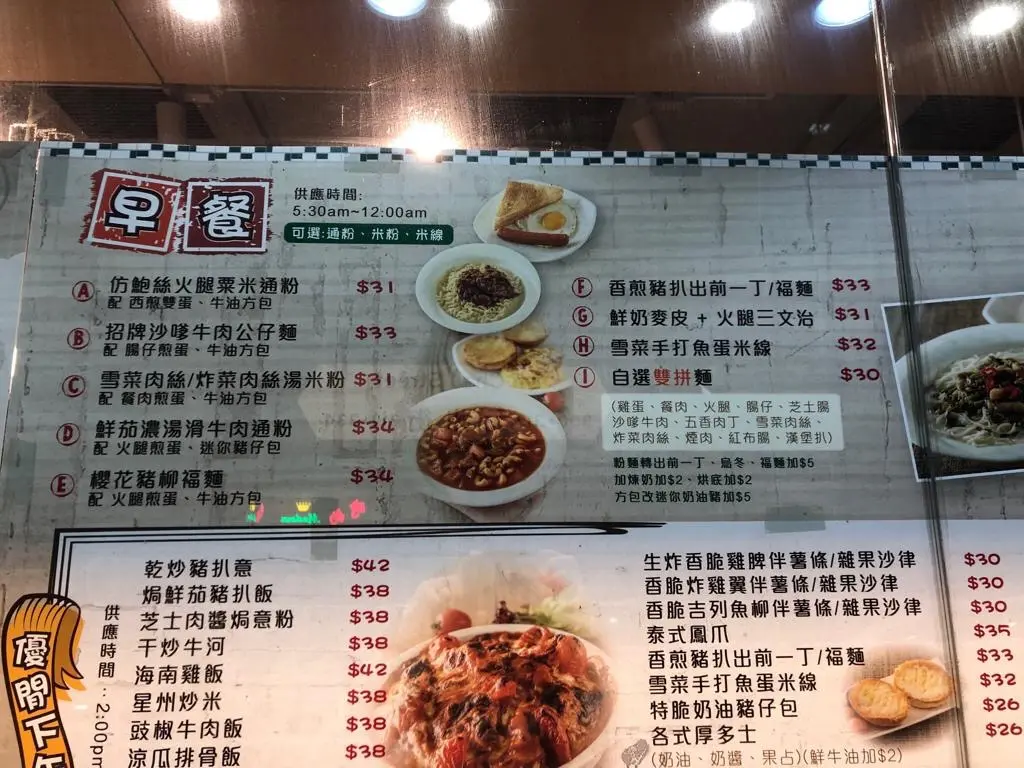 早餐
供應時間:
5:30am~12:00am
可選:通粉、米粉、米線
A 仿鮑絲火腿粟米通粉 $31
配 西煎雙蛋、牛油方包
B 招牌沙嗲牛肉公仔麵 $33
配 腸仔煎蛋、牛油方包
C 雪菜肉絲/炸菜肉絲湯米粉 $31
配 餐肉煎蛋、牛油方包
D 鮮茄濃湯滑牛肉通粉 $34
配 火腿煎蛋、迷你豬仔包
E 櫻花豬柳福麵 $34
配 火腿煎蛋、牛油方包
F 香煎豬扒出前一丁/福麵 $33
G 鮮奶麥皮 + 火腿三文治 $31
H 雪菜手打魚蛋米線 $32
I 自選雙拼麵 $30
(雞蛋、餐肉、火腿、腸仔、芝士腸
沙嗲牛肉、五香肉丁、雪菜肉絲、
炸菜肉絲、煙肉、紅布腸、漢堡扒)
粉麵轉出前一丁、烏冬、福麵加$5
加煉奶加$2、烘底加$2
方包改迷你奶油豬加$5
優閒下午
供應時間:2:00pm
乾炒豬扒意 $42
焗鮮茄豬扒飯 $38
芝士肉醬焗意粉 $38
干炒牛河 $38
海南雞飯 $42
星州炒米 $38
豉椒牛肉飯 $38
涼瓜排骨飯 $38
生炸香脆雞脾伴薯條/雜果沙律 $30
香脆炸雞翼伴薯條/雜果沙律 $30
香脆吉列魚柳伴薯條/雜果沙律 $30
泰式鳳爪 $35
香煎豬扒出前一丁/福麵 $33
雪菜手打魚蛋米線 $32
特脆奶油豬仔包 $26
各式厚多士 $26
(奶油、奶醬、果占)(鮮牛油加$2)